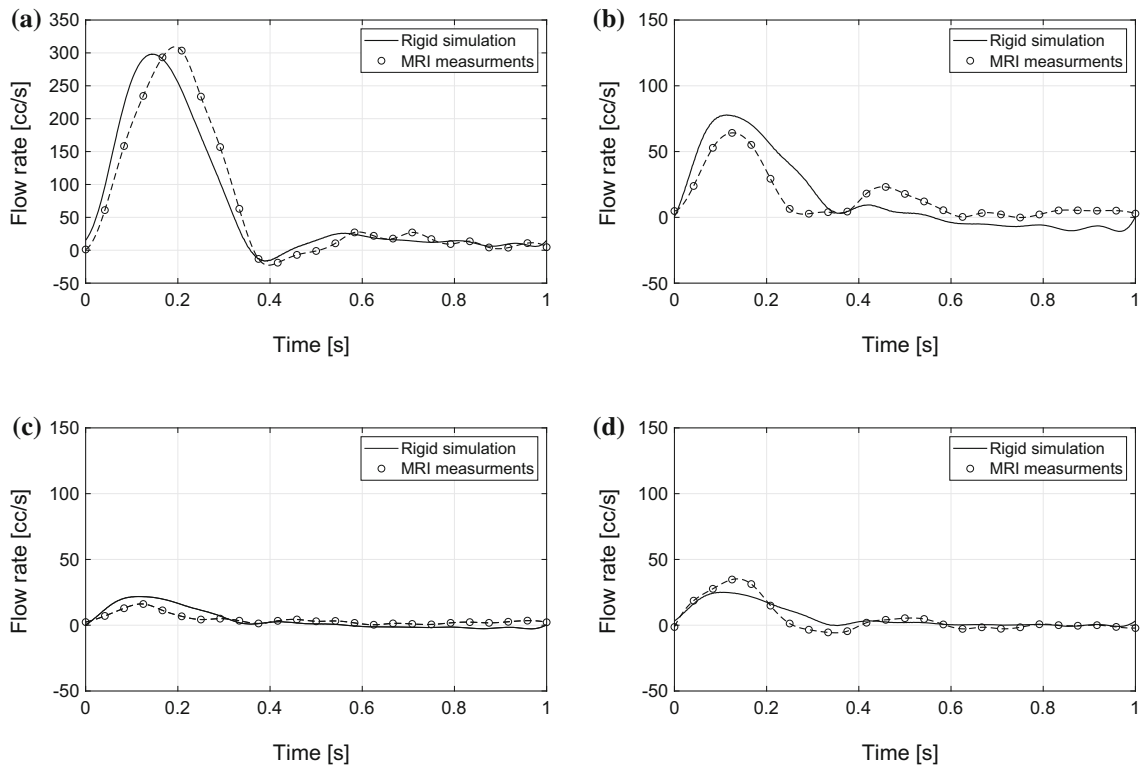 (a)
350
300
250
200
150
100
50
0
-50
Flow rate [cc/s]
Rigid simulation
MRI measurments
0 0.2 0.4 0.6 0.8 1
Time [s]
(b)
150
100
50
0
-50
Flow rate [cc/s]
Rigid simulation
MRI measurments
0 0.2 0.4 0.6 0.8 1
Time [s]
(c)
150
100
50
0
-50
Flow rate [cc/s]
Rigid simulation
MRI measurments
0 0.2 0.4 0.6 0.8 1
Time [s]
(d)
150
100
50
0
-50
Flow rate [cc/s]
Rigid simulation
MRI measurments
0 0.2 0.4 0.6 0.8 1
Time [s]